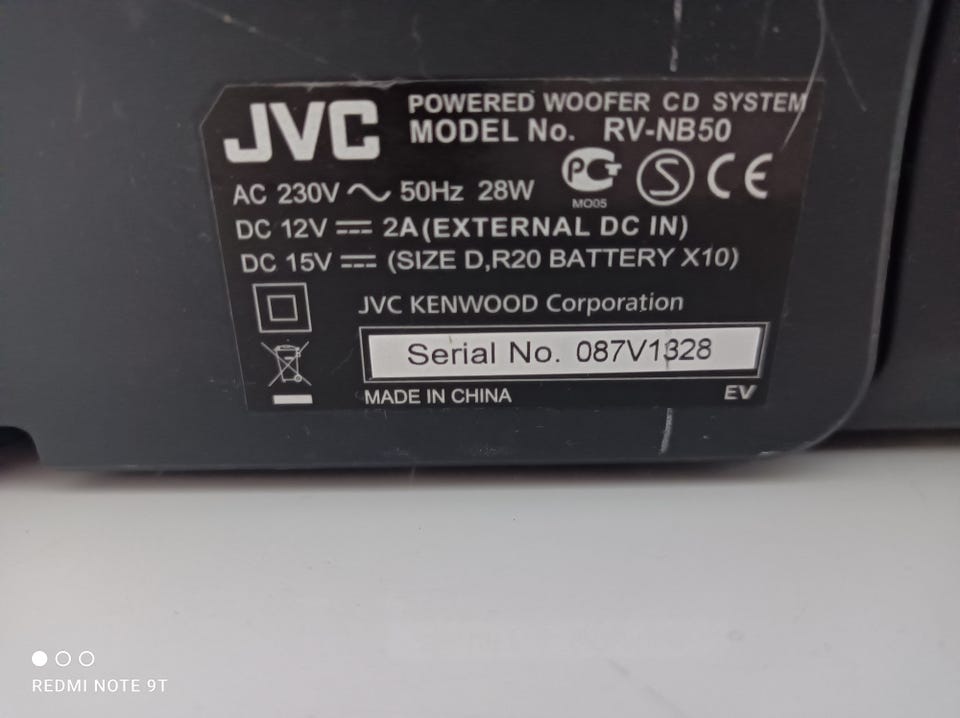 JVC
POWERED WOOFER CD SYSTEM
MODEL No. RV-NB50
AC 230V ~ 50Hz 28W
PCT
MO05
S
CE
DC 12V ⎓ 2A(EXTERNAL DC IN)
DC 15V ⎓ (SIZE D,R20 BATTERY X10)
JVC KENWOOD Corporation
Serial No. 087V1328
MADE IN CHINA
EV
REDMI NOTE 9T